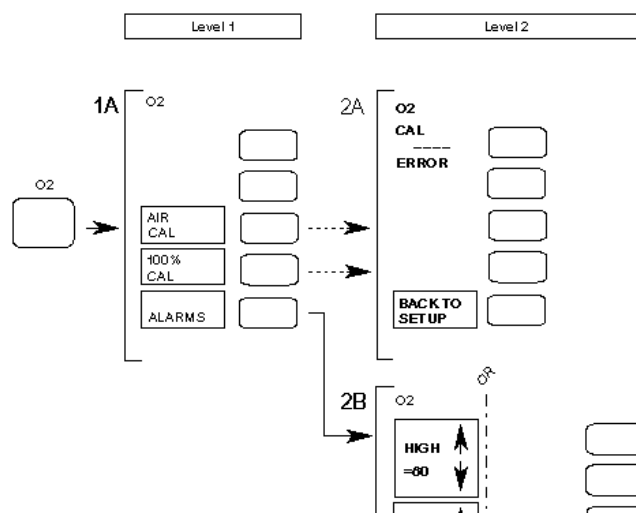 Level 1
Level 2
1A
O2
2A
O2
CAL
ERROR
O2
AIR
CAL
100%
CAL
ALARMS
BACK TO
SETUP
OR
2B
O2
HIGH
=60